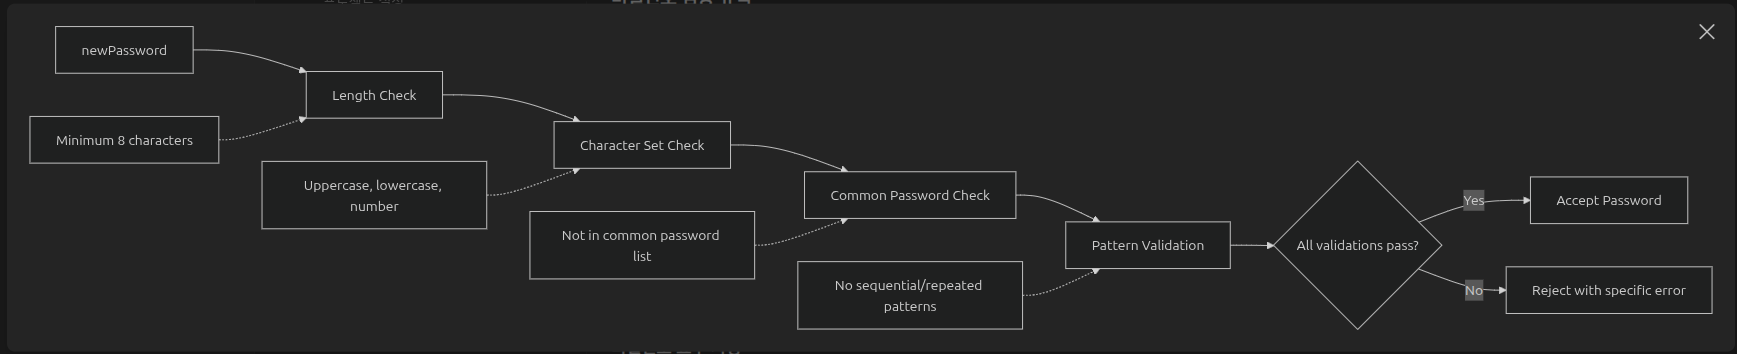 newPassword
Length Check
Minimum 8 characters
Character Set Check
Uppercase, lowercase,
number
Common Password Check
Not in common password
list
Pattern Validation
No sequential/repeated
patterns
All validations pass?
Yes
Accept Password
No
Reject with specific error